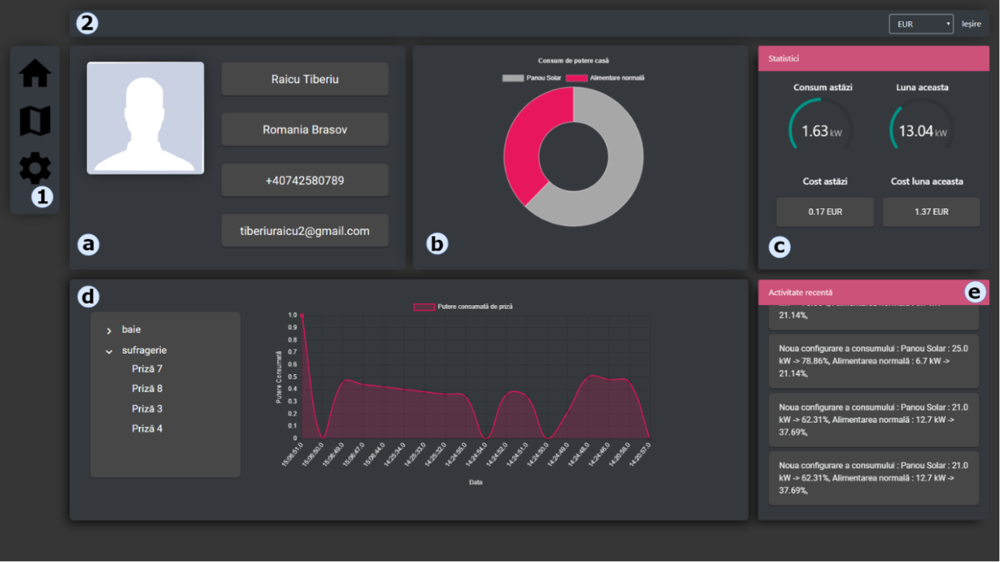 2
EUR
Ieșire
1
Raicu Tiberiu
Romania Brasov
+40742580789
tiberiuraicu2@gmail.com
a
Consum de putere casă
Panou Solar
Alimentare normală
b
Statistici
Consum astăzi
Luna aceasta
1.63 kW
13.04 kW
Cost astăzi
Cost luna aceasta
0.17 EUR
1.37 EUR
c
d
baie
sufragerie
Priză 7
Priză 8
Priză 3
Priză 4
Putere consumată de priză
Putere Consumată
1.0
0.9
0.8
0.7
0.6
0.5
0.4
0.3
0.2
0.1
0
15:06:51.0
15:06:50.0
15:06:49.0
15:06:47.0
15:06:44.0
14:25:34.0
14:25:33.0
14:25:32.0
14:24:55.0
14:24:54.0
14:24:52.0
14:24:51.0
14:24:50.0
14:24:49.0
14:24:48.0
14:24:46.0
14:20:58.0
14:20:57.0
Data
Activitate recentă
e
21.14%,
Noua configurare a consumului : Panou Solar : 25.0
kW -> 78.86%, Alimentarea normală : 6.7 kW ->
21.14%,
Noua configurare a consumului : Panou Solar : 21.0
kW -> 62.31%, Alimentarea normală : 12.7 kW ->
37.69%,
Noua configurare a consumului : Panou Solar : 21.0
kW -> 62.31%, Alimentarea normală : 12.7 kW ->
37.69%,